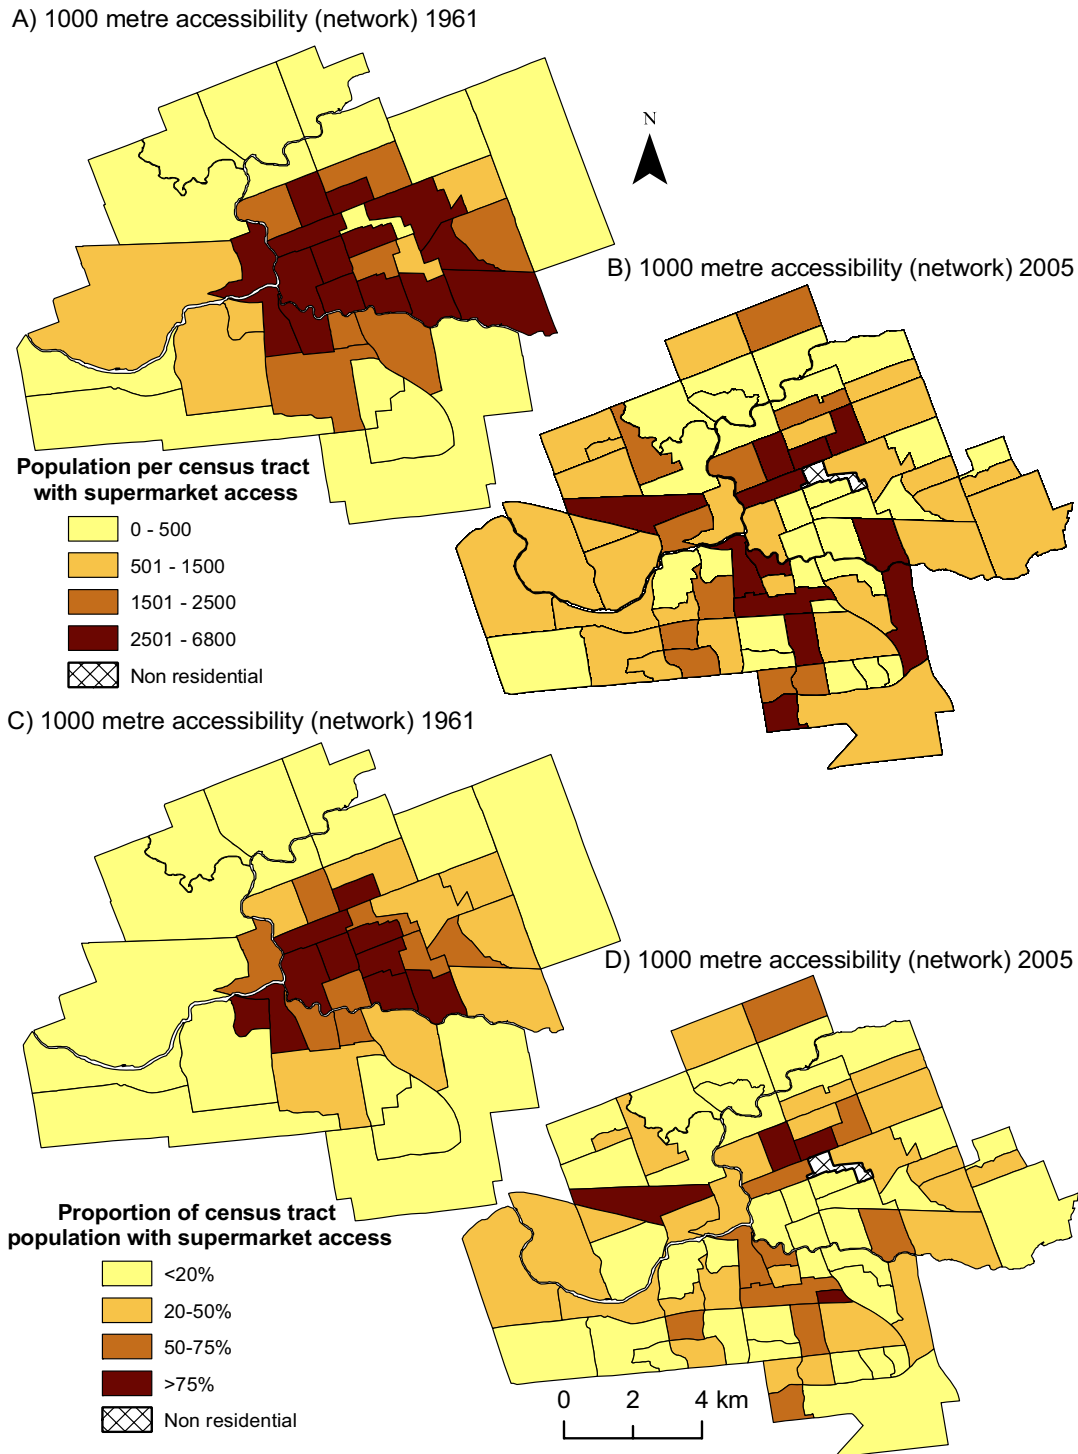 A) 1000 metre accessibility (network) 1961
N
B) 1000 metre accessibility (network) 2005
Population per census tract
with supermarket access
0 - 500
501 - 1500
1501 - 2500
2501 - 6800
Non residential
C) 1000 metre accessibility (network) 1961
D) 1000 metre accessibility (network) 2005
Proportion of census tract
population with supermarket access
<20%
20-50%
50-75%
>75%
Non residential
0 2 4 km